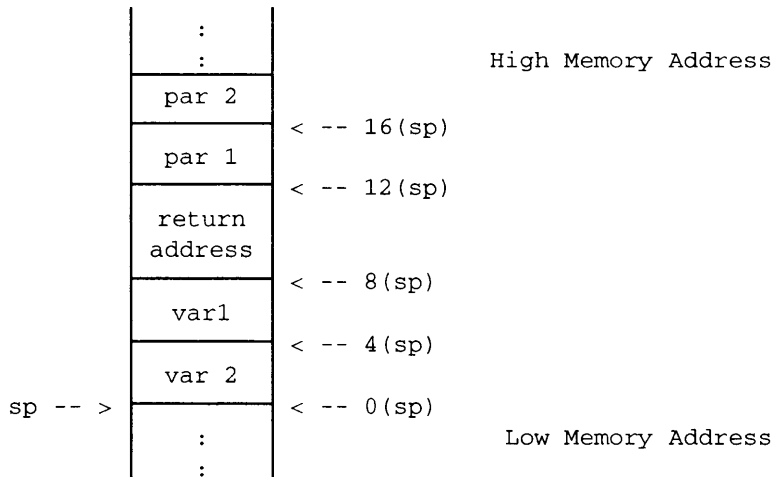 :
:
High Memory Address
par 2
< -- 16(sp)
par 1
< -- 12(sp)
return
address
< -- 8(sp)
var1
< -- 4(sp)
var 2
sp -- > < -- 0(sp)
:
Low Memory Address
: